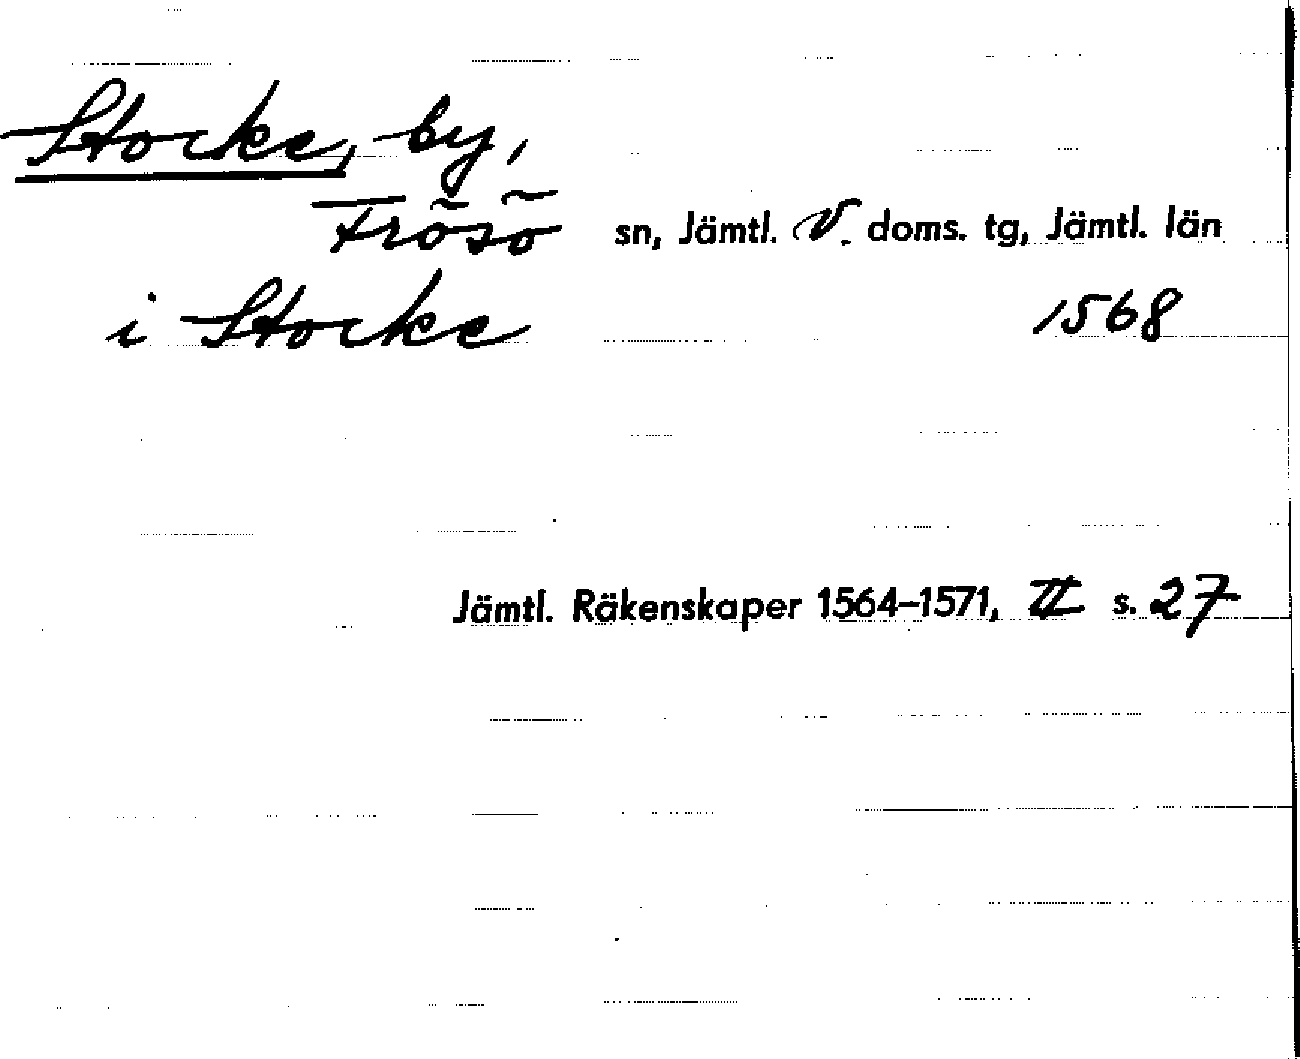 Stocke, by,
Frösö sn, Jämtl. V. doms. tg, Jämtl. län
i Stocke 1568
Jämtl. Räkenskaper 1564–1571, II s. 27